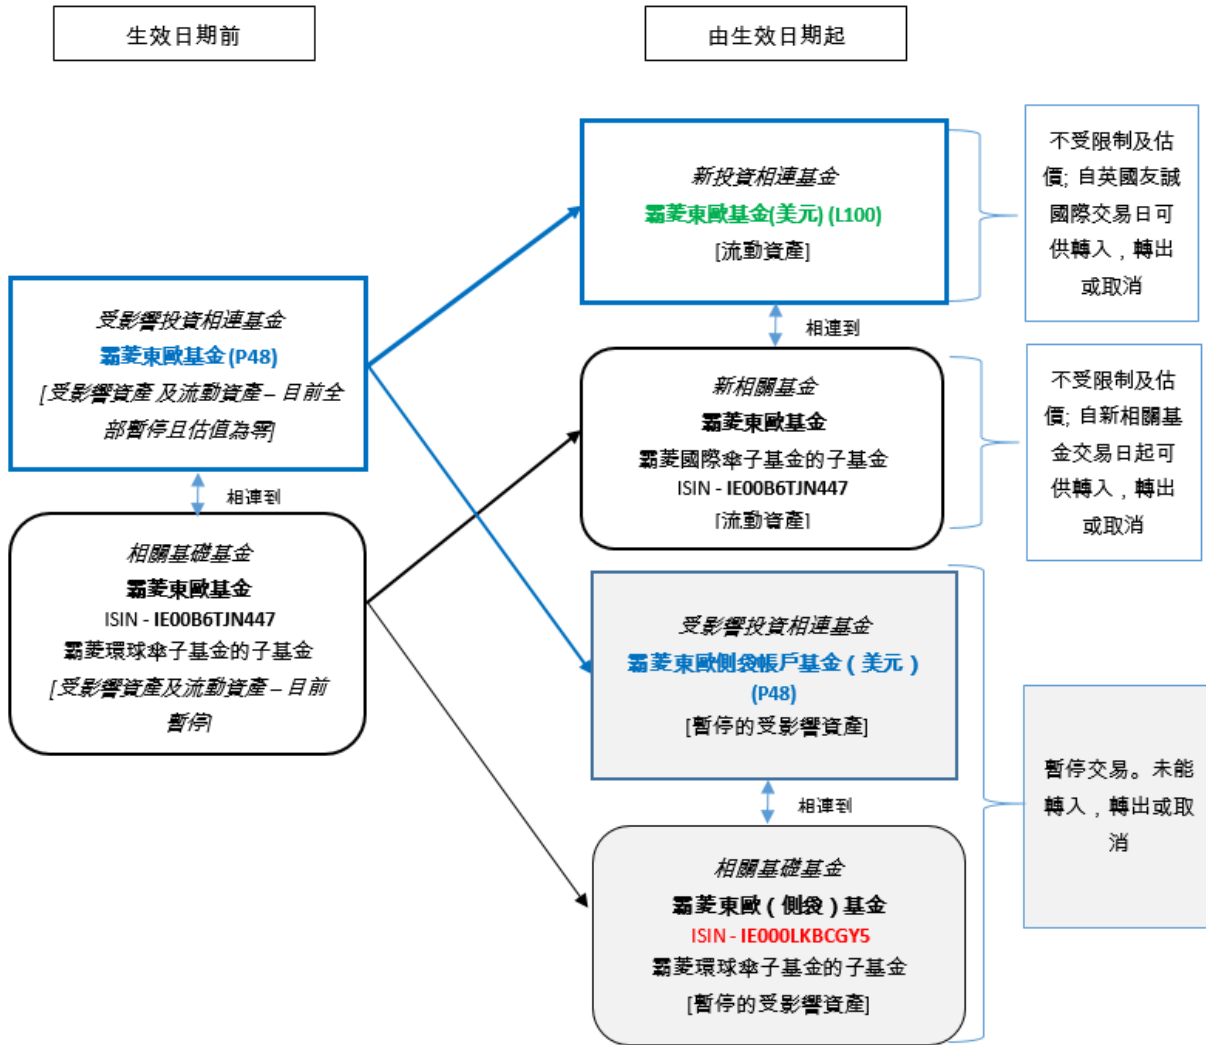 生效日期前
由生效日期起
受影響投資相連基金
霸菱東歐基金 (P48)
[受影響資產及流動資產 – 目前全
部暫停且估值為零]
相連到
相關基礎基金
霸菱東歐基金
ISIN - IE00B6TJN447
霸菱環球傘子基金的子基金
[受影響資產及流動資產 – 目前
暫停]
新投資相連基金
霸菱東歐基金(美元) (L100)
[流動資產]
相連到
新相關基金
霸菱東歐基金
霸菱國際傘子基金的子基金
ISIN - IE00B6TJN447
[流動資產]
受影響投資相連基金
霸菱東歐側袋帳戶基金（美元）
(P48)
[暫停的受影響資產]
相連到
相關基礎基金
霸菱東歐（側袋）基金
ISIN - IE000LKBCGY5
霸菱環球傘子基金的子基金
[暫停的受影響資產]
不受限制及估
價; 自英國友誠
國際交易日可
供轉入，轉出
或取消
不受限制及估
價; 自新相關基
金交易日起可
供轉入，轉出
或取消
暫停交易。未能
轉入，轉出或取
消